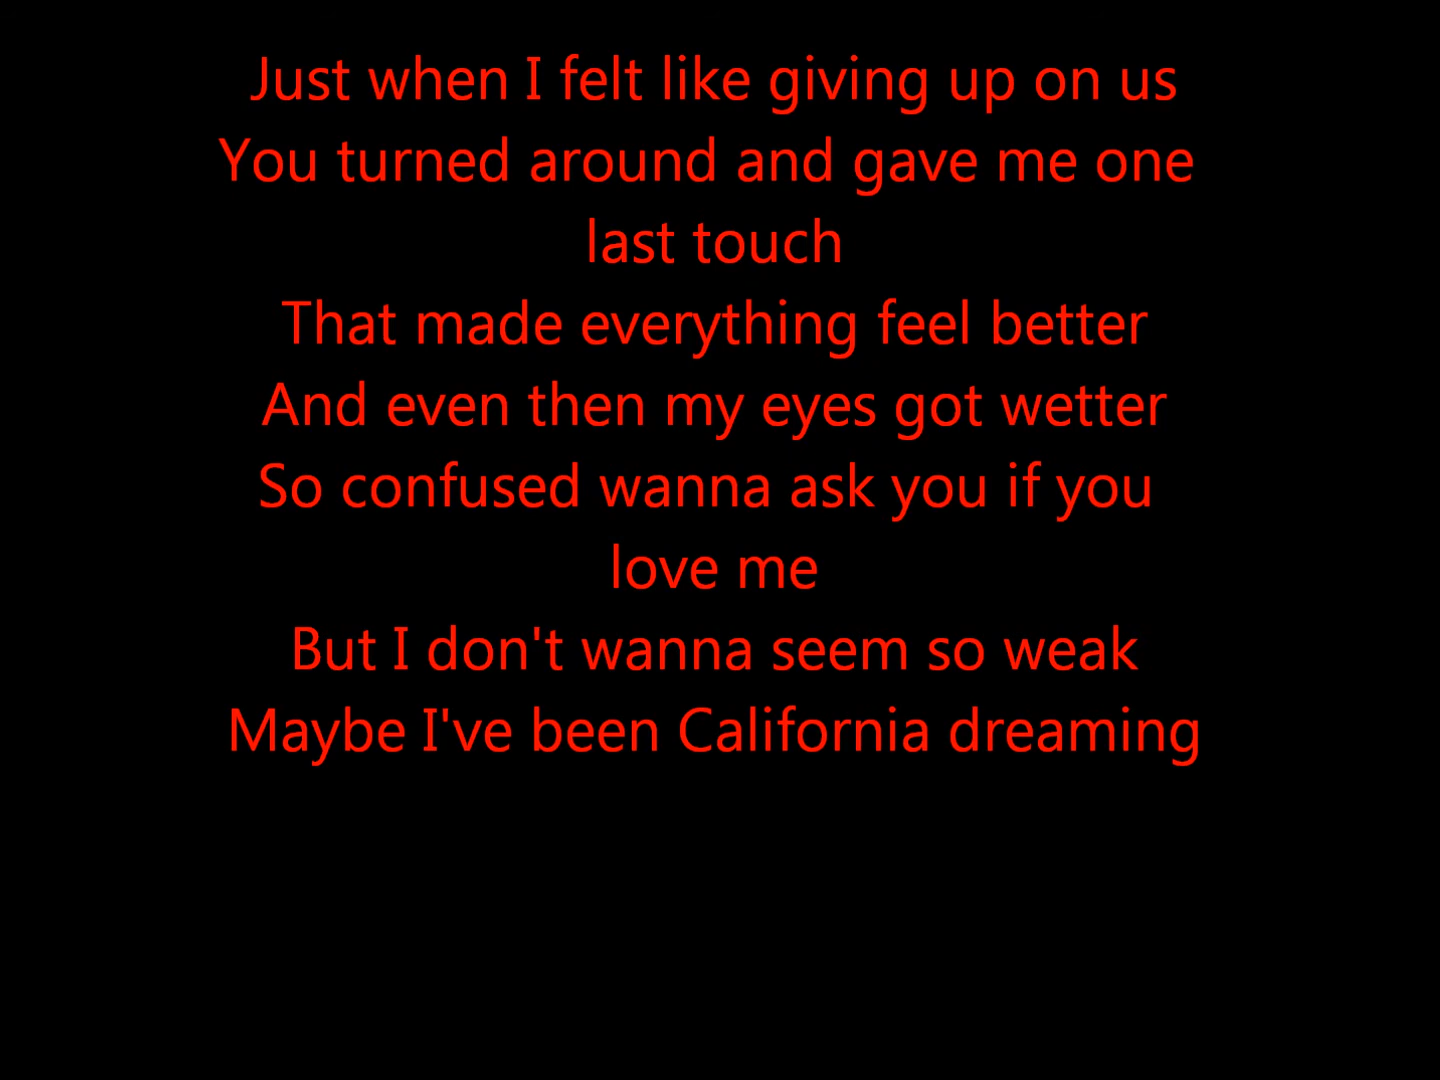 Just when I felt like giving up on us
You turned around and gave me one
last touch
That made everything feel better
And even then my eyes got wetter
So confused wanna ask you if you
love me
But I don't wanna seem so weak
Maybe I've been California dreaming